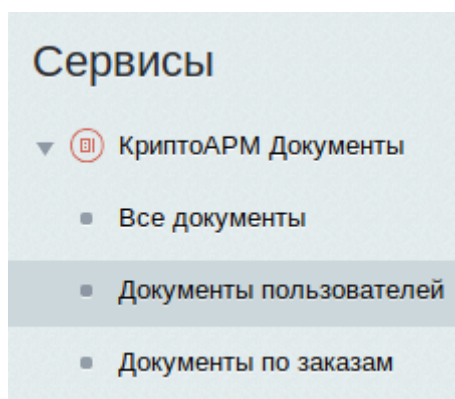 Сервисы
КриптоАРМ Документы
Все документы
Документы пользователей
Документы по заказам